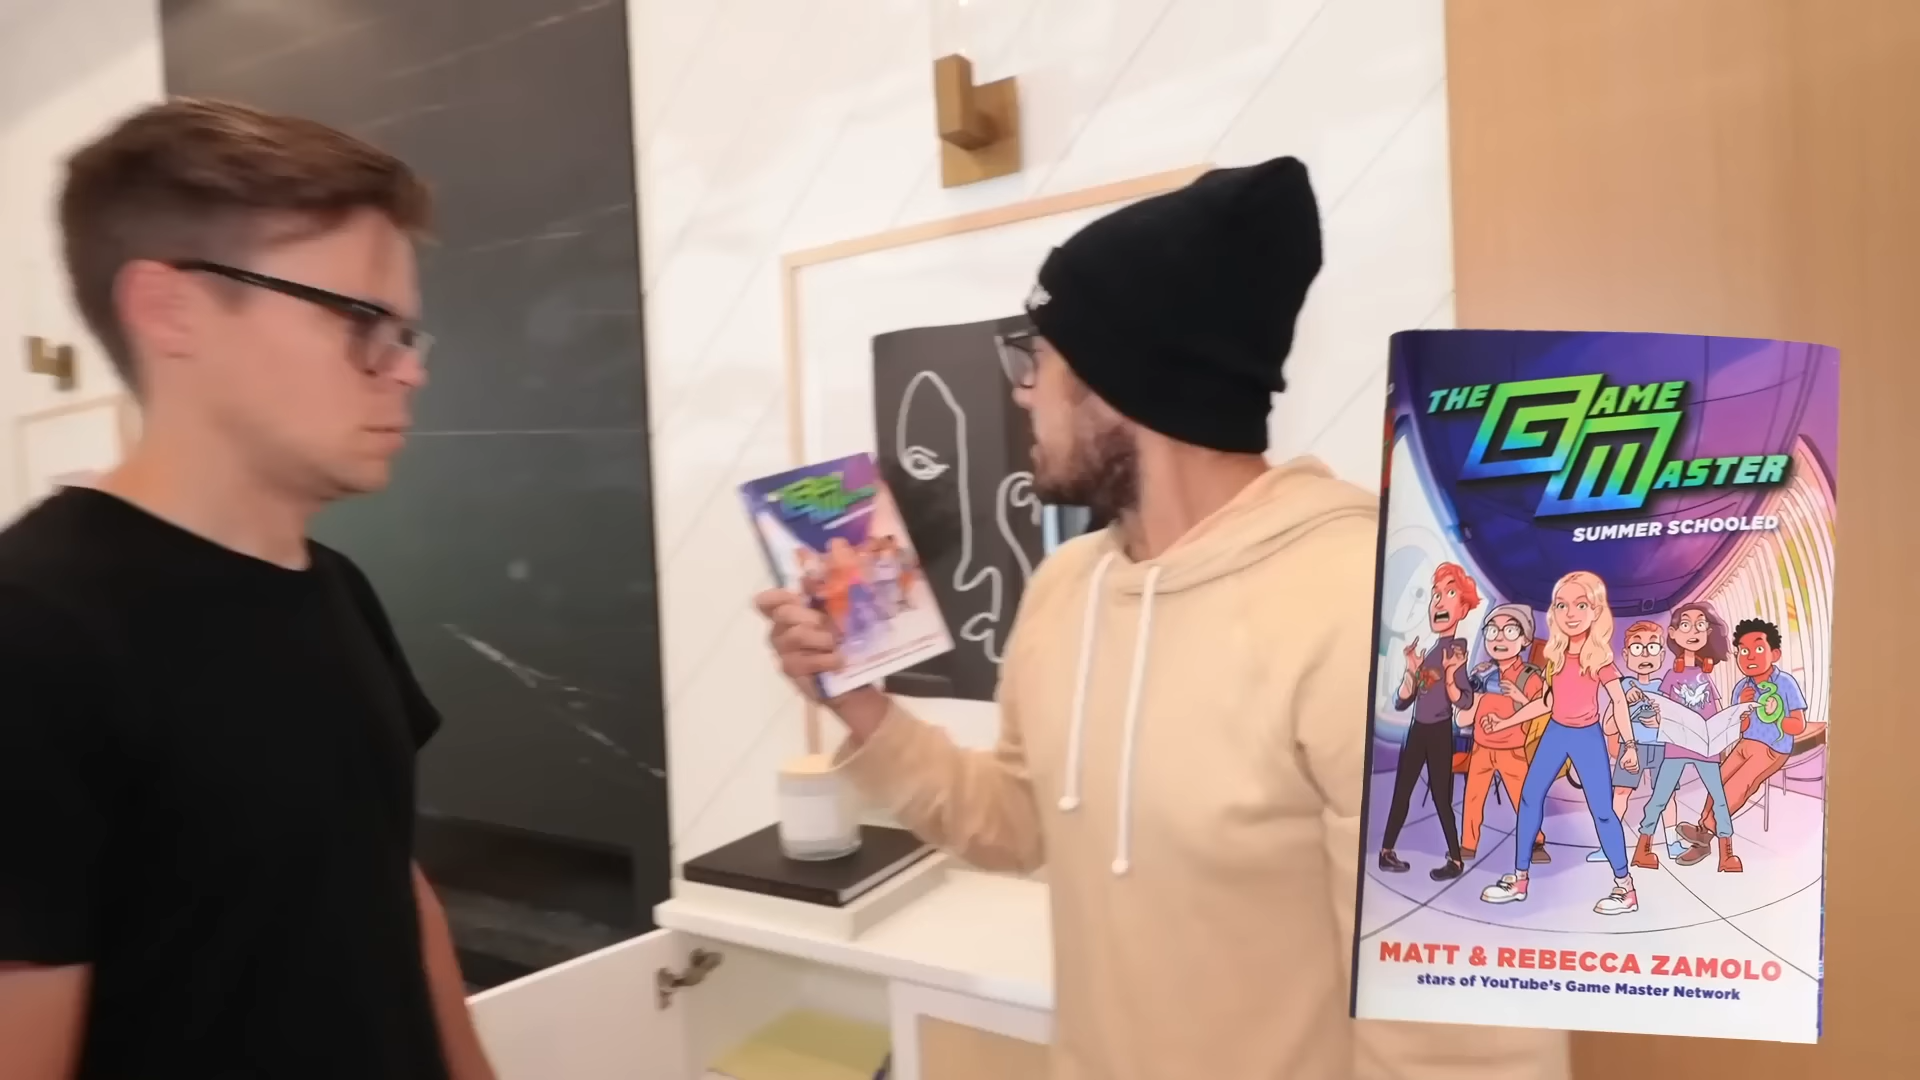 THE GAME
MASTER
SUMMER SCHOOLED
MATT & REBECCA ZAMOLO
stars of YouTube's Game Master Network